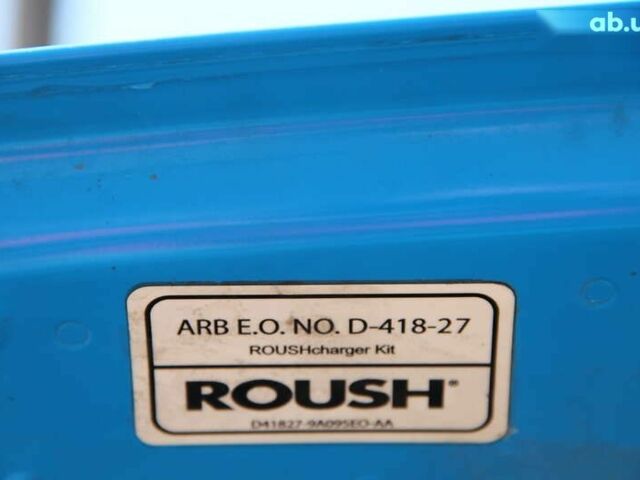 ab.u
ARB E.O. NO. D-418-27
ROUSHcharger Kit
ROUSH®
D41827-9A095EO-AA